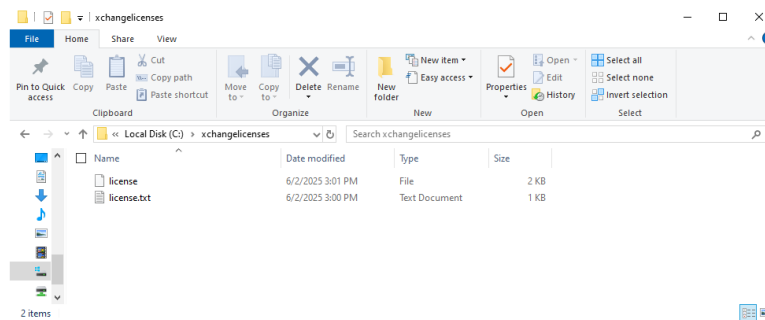 xchangelicenses
File Home Share View
Pin to Quick access
Copy
Paste
Cut
Copy path
Paste shortcut
Clipboard
Move to
Copy to
Delete
Rename
Organize
New folder
New item
Easy access
New
Properties
Open
Edit
History
Open
Select all
Select none
Invert selection
Select
« Local Disk (C:) › xchangelicenses
Search xchangelicenses
Name Date modified Type Size
license 6/2/2025 3:01 PM File 2 KB
license.txt 6/2/2025 3:00 PM Text Document 1 KB
2 items